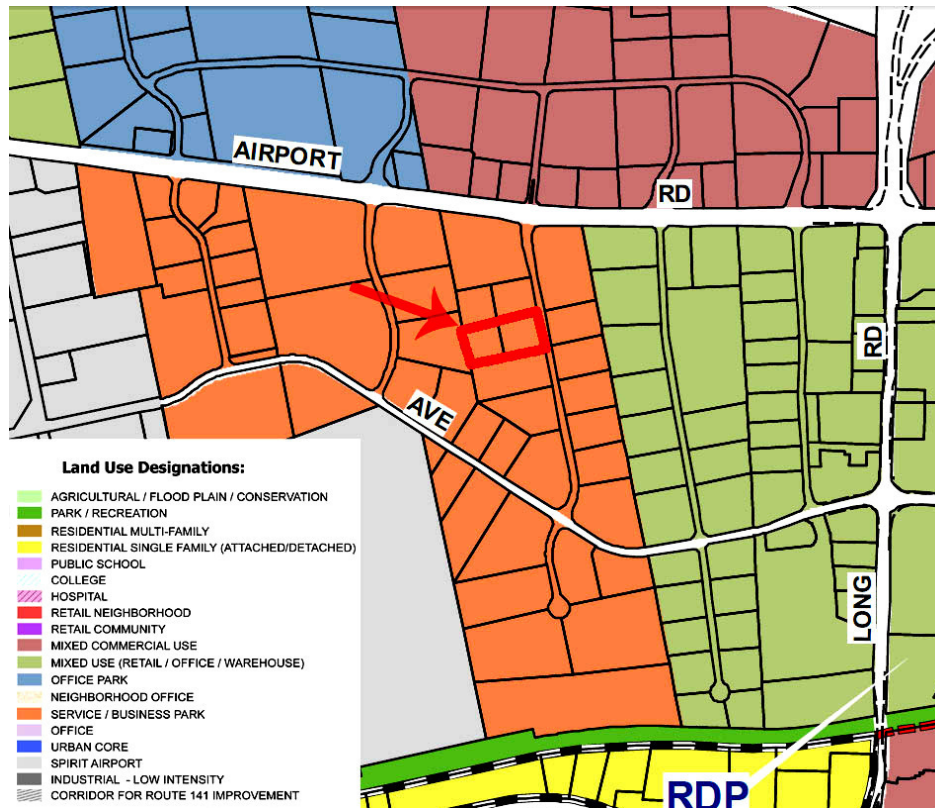 AIRPORT
RD
RD
AVE
LONG
RDP
Land Use Designations:
AGRICULTURAL / FLOOD PLAIN / CONSERVATION
PARK / RECREATION
RESIDENTIAL MULTI-FAMILY
RESIDENTIAL SINGLE FAMILY (ATTACHED/DETACHED)
PUBLIC SCHOOL
COLLEGE
HOSPITAL
RETAIL NEIGHBORHOOD
RETAIL COMMUNITY
MIXED COMMERCIAL USE
MIXED USE (RETAIL / OFFICE / WAREHOUSE)
OFFICE PARK
NEIGHBORHOOD OFFICE
SERVICE / BUSINESS PARK
OFFICE
URBAN CORE
SPIRIT AIRPORT
INDUSTRIAL - LOW INTENSITY
CORRIDOR FOR ROUTE 141 IMPROVEMENT